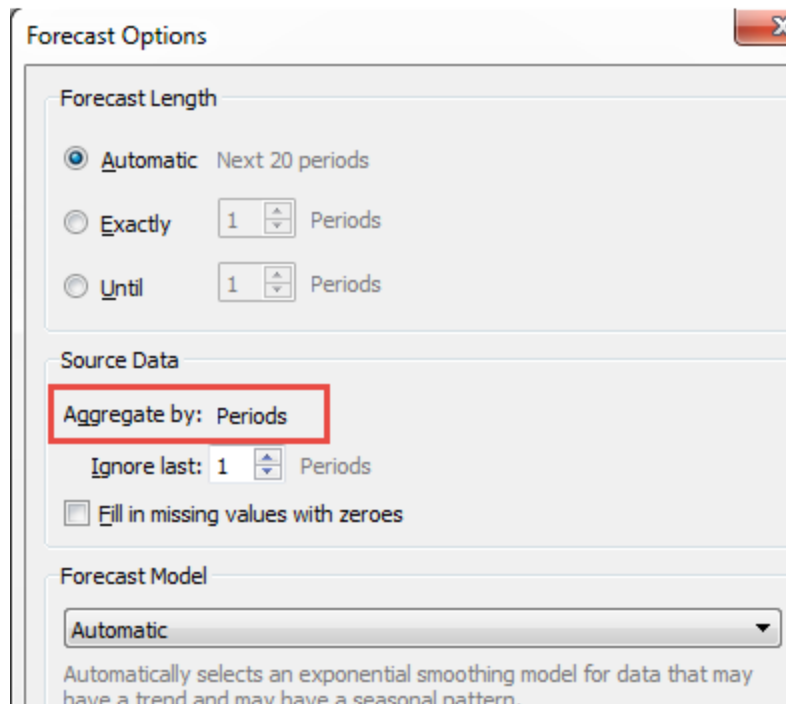 Forecast Options
Forecast Length
Automatic Next 20 periods
Exactly 1 Periods
Until 1 Periods
Source Data
Aggregate by: Periods
Ignore last: 1 Periods
Fill in missing values with zeroes
Forecast Model
Automatic
Automatically selects an exponential smoothing model for data that may
have a trend and may have a seasonal pattern.